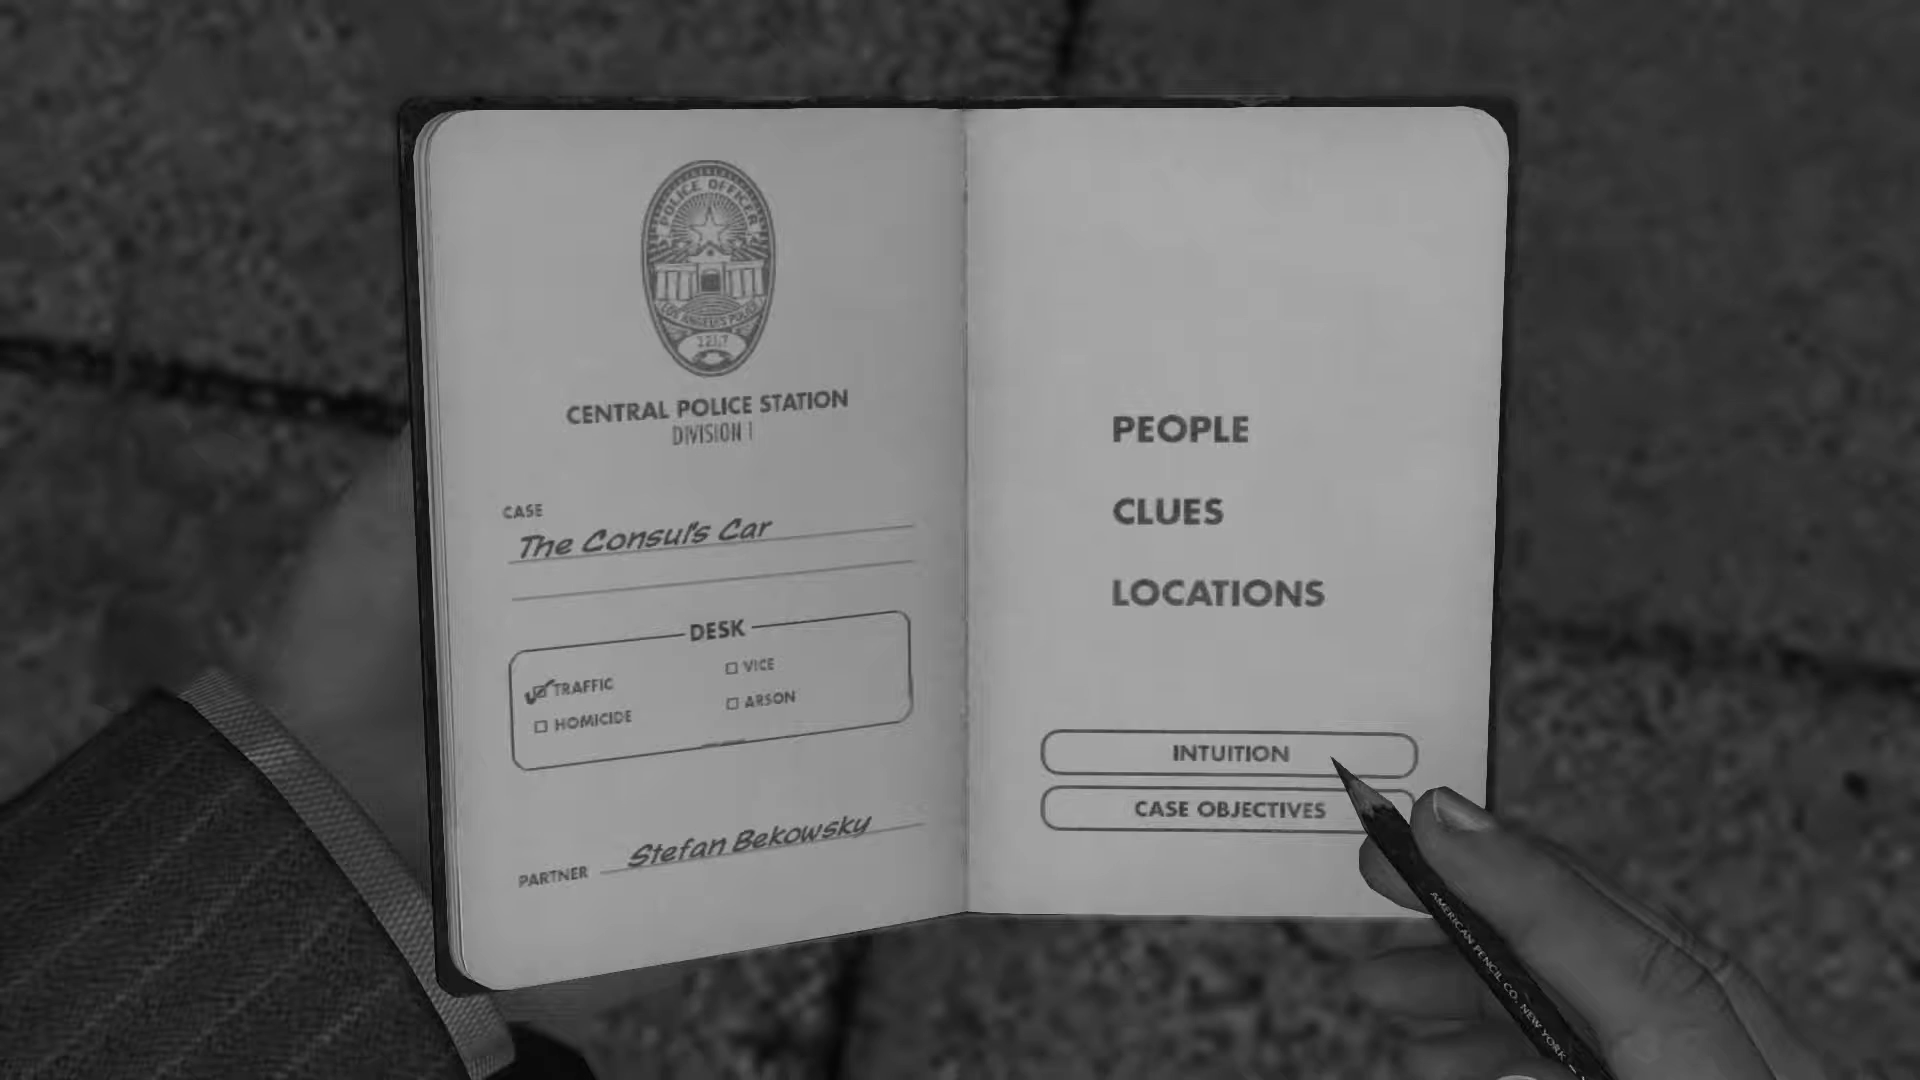 POLICE OFFICER
LOS ANGELES POLICE
CENTRAL POLICE STATION
DIVISION 1
CASE
The Consul's Car
DESK
TRAFFIC
VICE
HOMICIDE
ARSON
PARTNER Stefan Bekowsky
PEOPLE
CLUES
LOCATIONS
INTUITION
CASE OBJECTIVES
AMERICAN PENCIL CO. NEW YORK